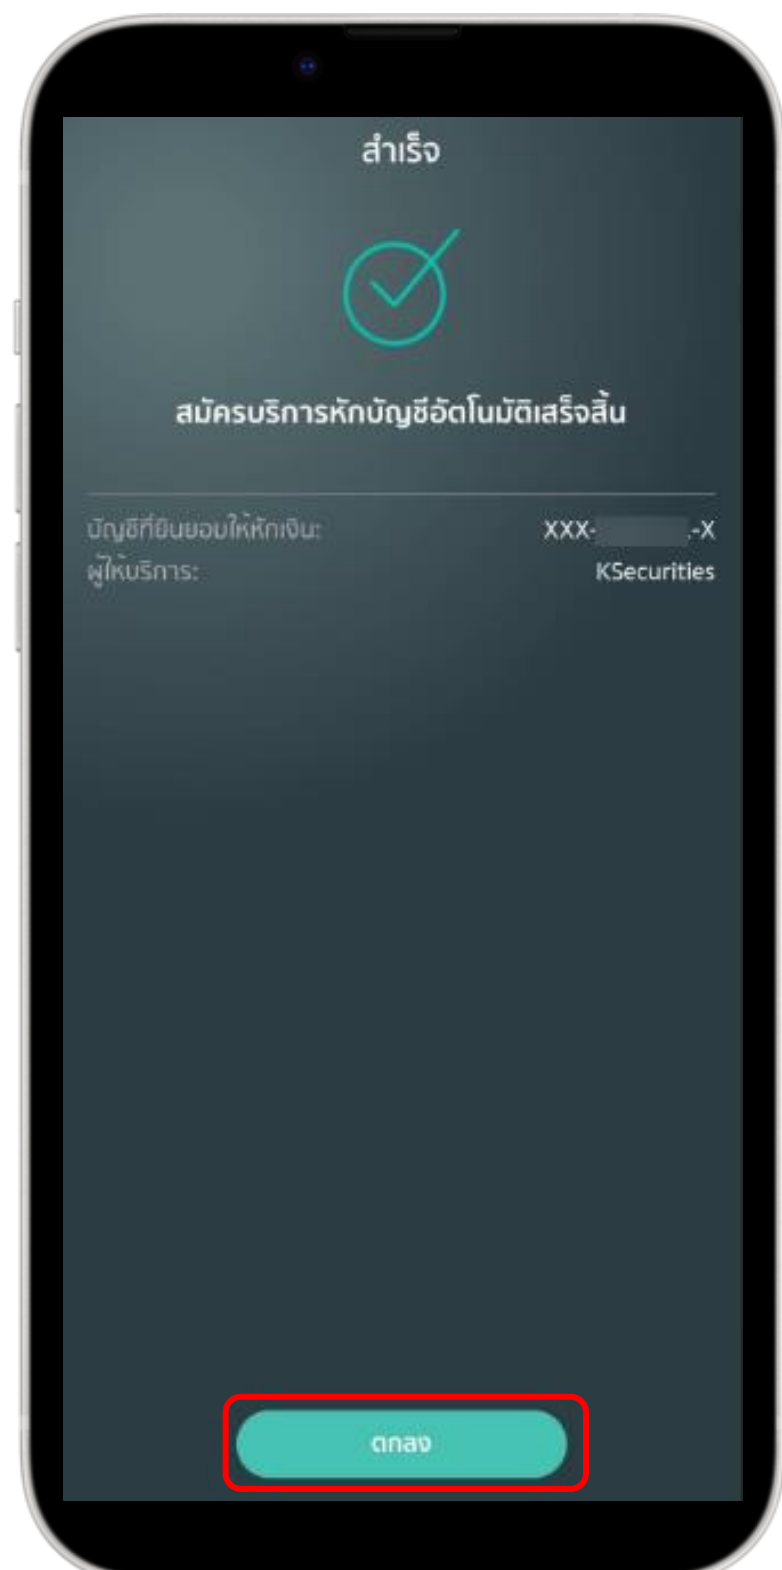 สำเร็จ
สมัครบริการหักบัญชีอัตโนมัติเสร็จสิ้น
บัญชีที่ยินยอมให้หักเงิน: XXX- -X
ผู้ให้บริการ: KSecurities
ตกลง